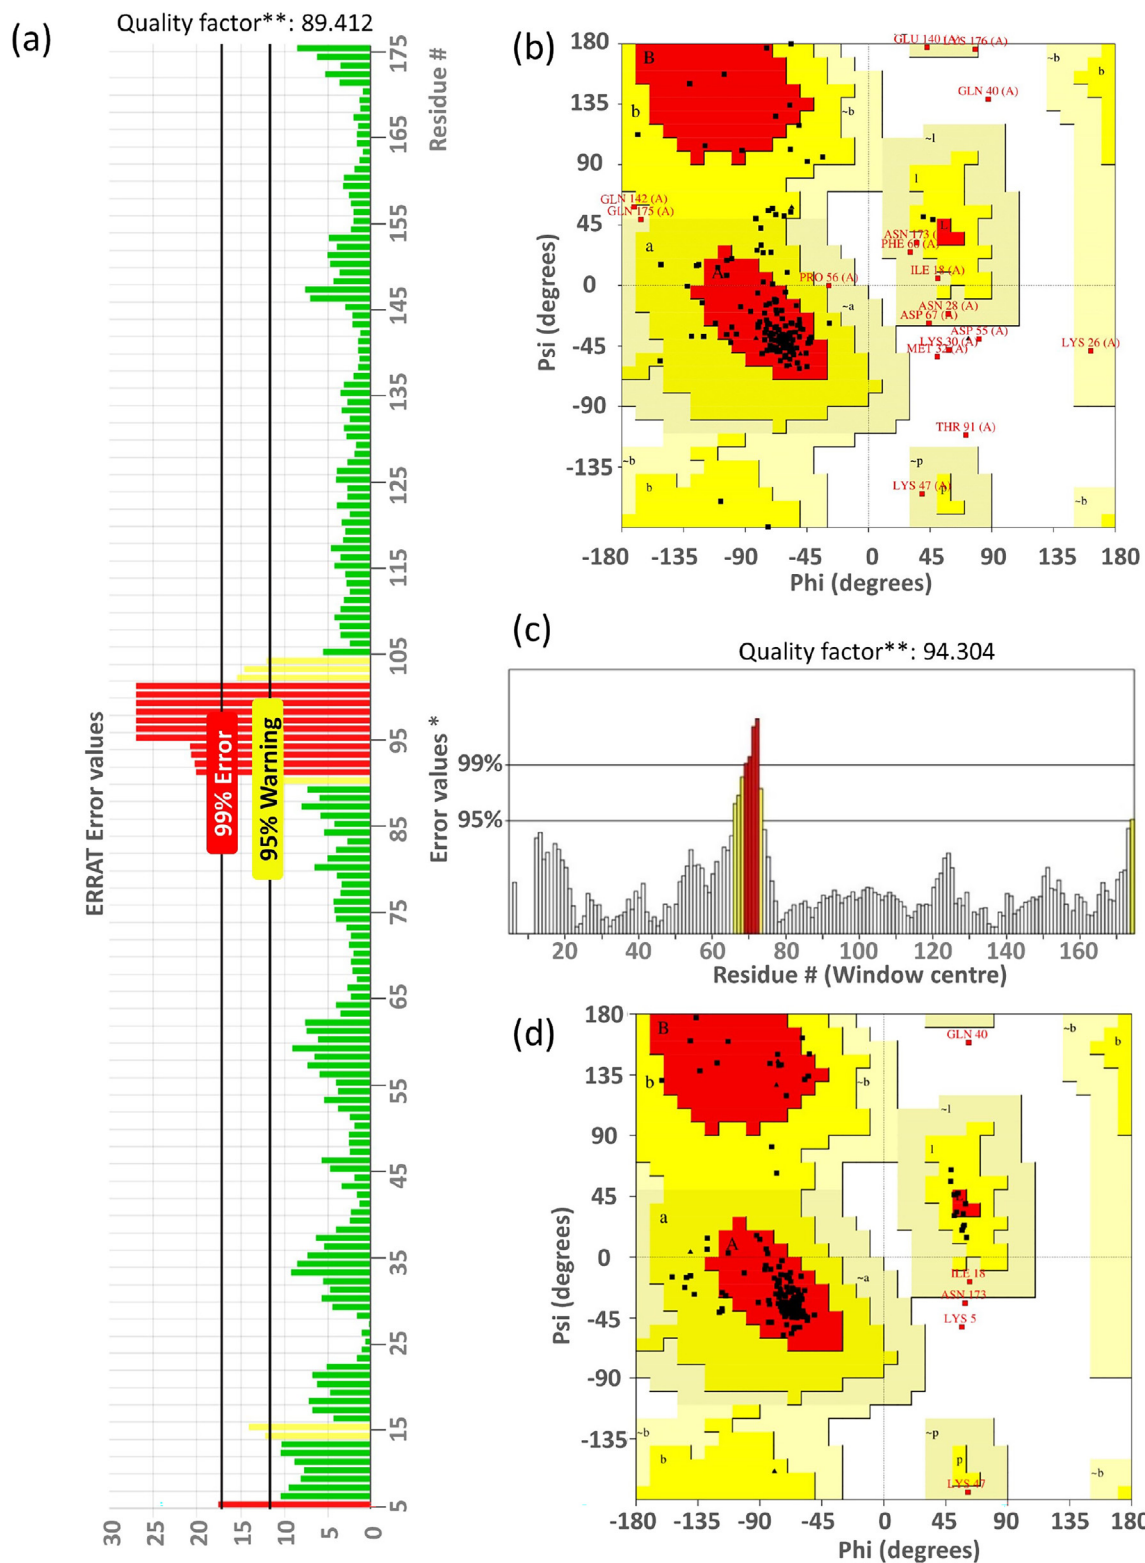 (a)
Quality factor**: 89.412
ERRAT Error values
Residue #
175
165
155
145
135
125
115
105
95
85
75
65
55
45
35
25
15
5
99% Error
95% Warning
30
25
20
15
10
5
0
(b)
180
135
90
45
0
-45
-90
-135
Psi (degrees)
-180
-135
-90
-45
0
45
90
135
180
Phi (degrees)
B
b
a
A
~b
~a
~l
l
~p
~b
b
~b
b
~b
GLU 140 (A)
176 (A)
GLN 40 (A)
GLN 142 (A)
GLN 175 (A)
ASN 173
PHE 66 (A)
ILE 18 (A)
PRO 56 (A)
ASN 28 (A)
ASP 67 (A)
ASP 55 (A)
LYS 30 (A)
MET 32 (A)
LYS 26 (A)
THR 91 (A)
LYS 47 (A)
(c)
Quality factor**: 94.304
Error values *
99%
95%
20
40
60
80
100
120
140
160
Residue # (Window centre)
(d)
180
135
90
45
0
-45
-90
-135
Psi (degrees)
-180
-135
-90
-45
0
45
90
135
180
Phi (degrees)
B
b
a
A
~b
~a
~l
l
~p
p
~b
b
~b
b
~b
GLN 40
ILE 18
ASN 173
LYS 5
LYS 47